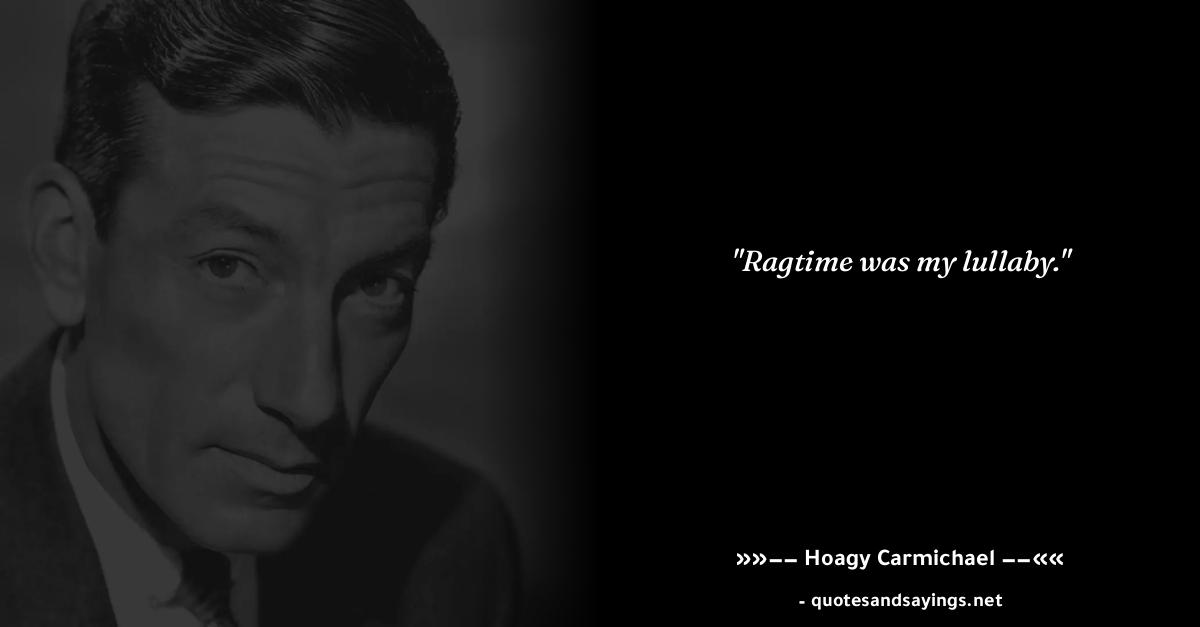 "Ragtime was my lullaby."
»»–– Hoagy Carmichael ––««
- quotesandsayings.net